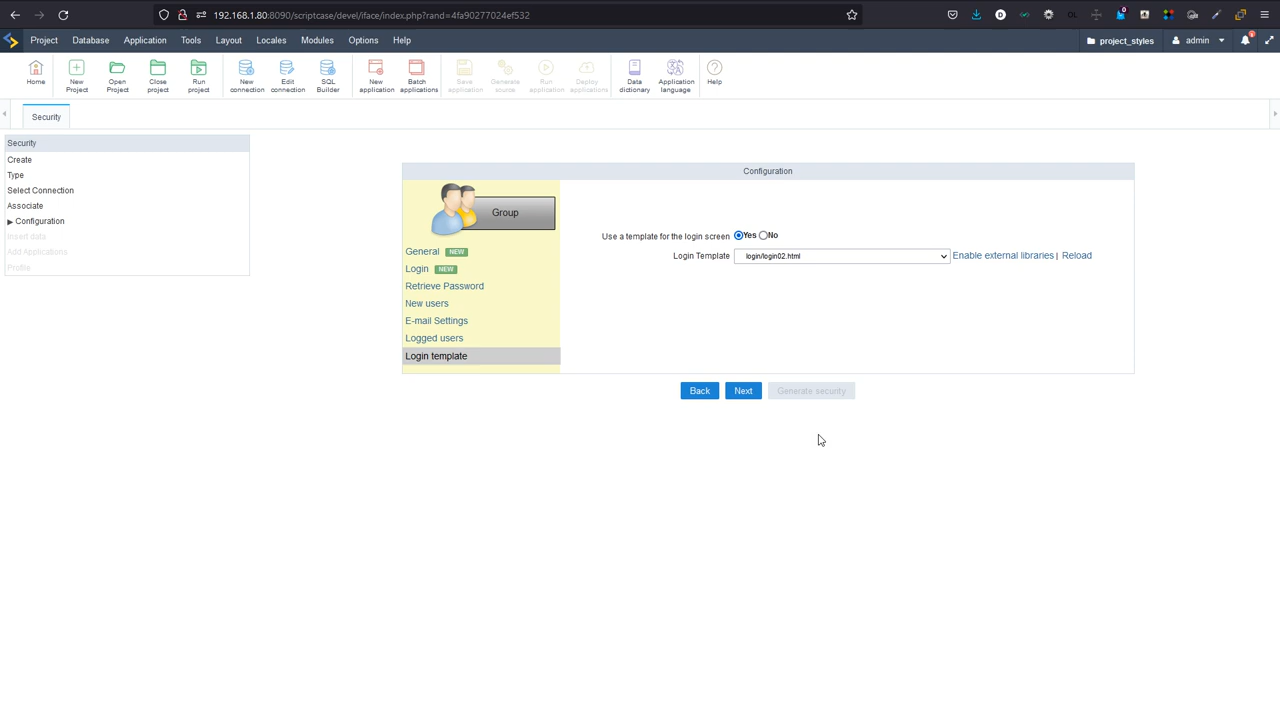 192.168.1.80:8090/scriptcase/devel/iface/index.php?rand=4fa90277024ef532
Project Database Application Tools Layout Locales Modules Options Help project_styles admin
Home New Project Open Project Close project Run project New connection Edit connection SQL Builder New application Batch applications Save application Generate source Run application Deploy applications Data dictionary Application language Help
Security
Security
Create
Type
Select Connection
Associate
▶ Configuration
Insert data
Add Applications
Profile
Configuration
Group
General NEW
Login NEW
Retrieve Password
New users
E-mail Settings
Logged users
Login template
Use a template for the login screen Yes No
Login Template login/login02.html Enable external libraries | Reload
Back Next Generate security